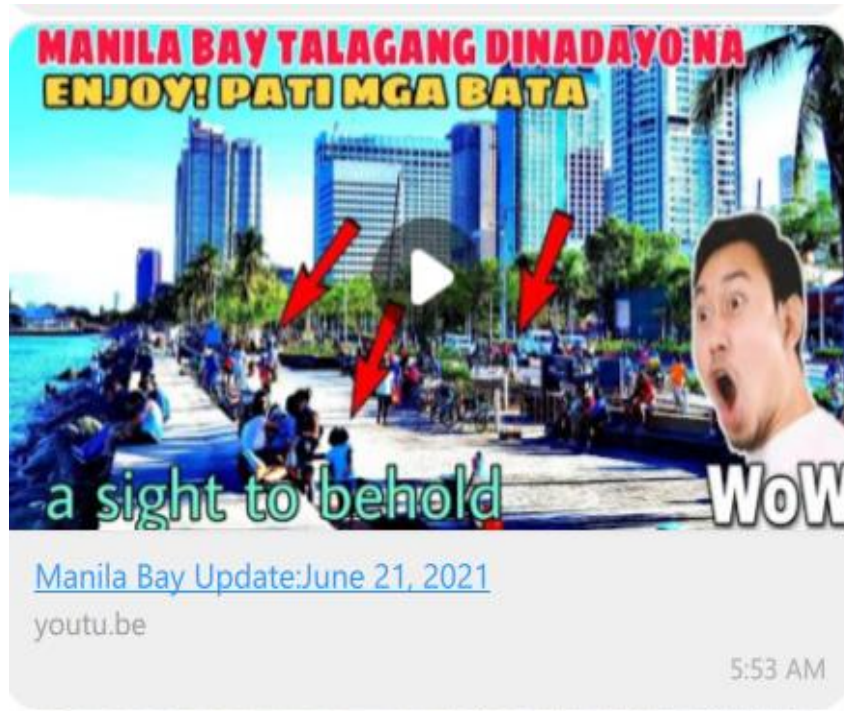 MANILA BAY TALAGANG DINADAYO NA
ENJOY! PATI MGA BATA
a sight to behold
WoW
Manila Bay Update:June 21, 2021
youtu.be
5:53 AM